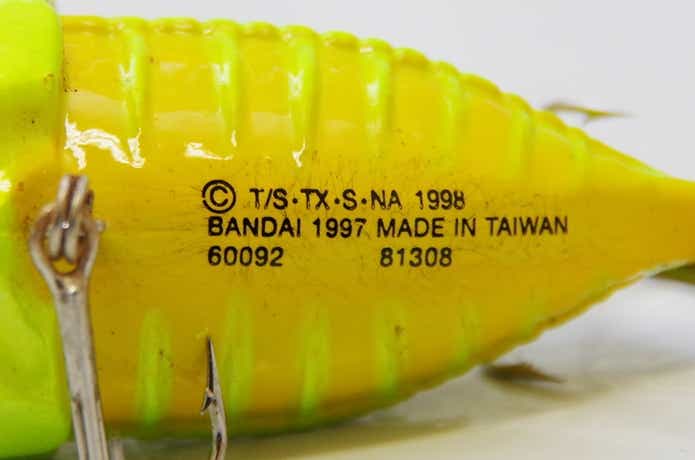 © T/S·TX·S·NA 1998
BANDAI 1997 MADE IN TAIWAN
60092 81308